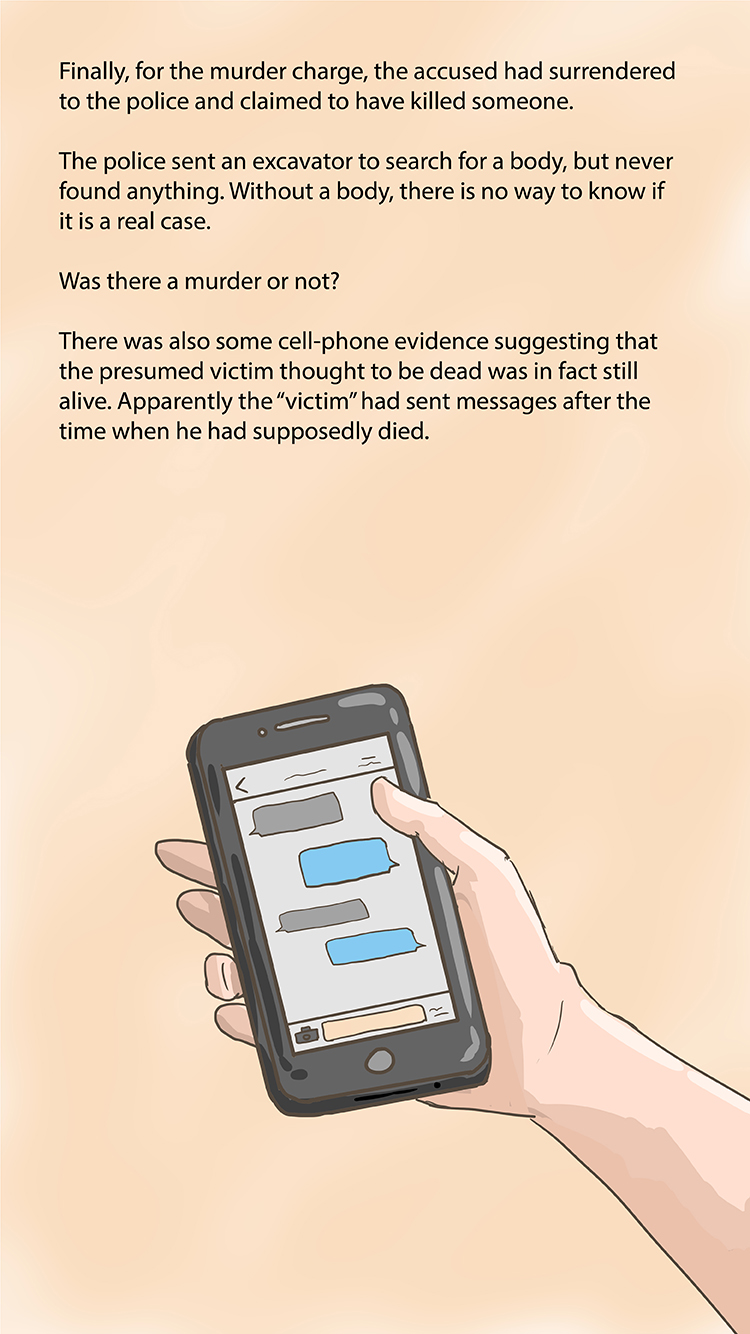 Finally, for the murder charge, the accused had surrendered
to the police and claimed to have killed someone.
The police sent an excavator to search for a body, but never
found anything. Without a body, there is no way to know if
it is a real case.
Was there a murder or not?
There was also some cell-phone evidence suggesting that
the presumed victim thought to be dead was in fact still
alive. Apparently the “victim” had sent messages after the
time when he had supposedly died.